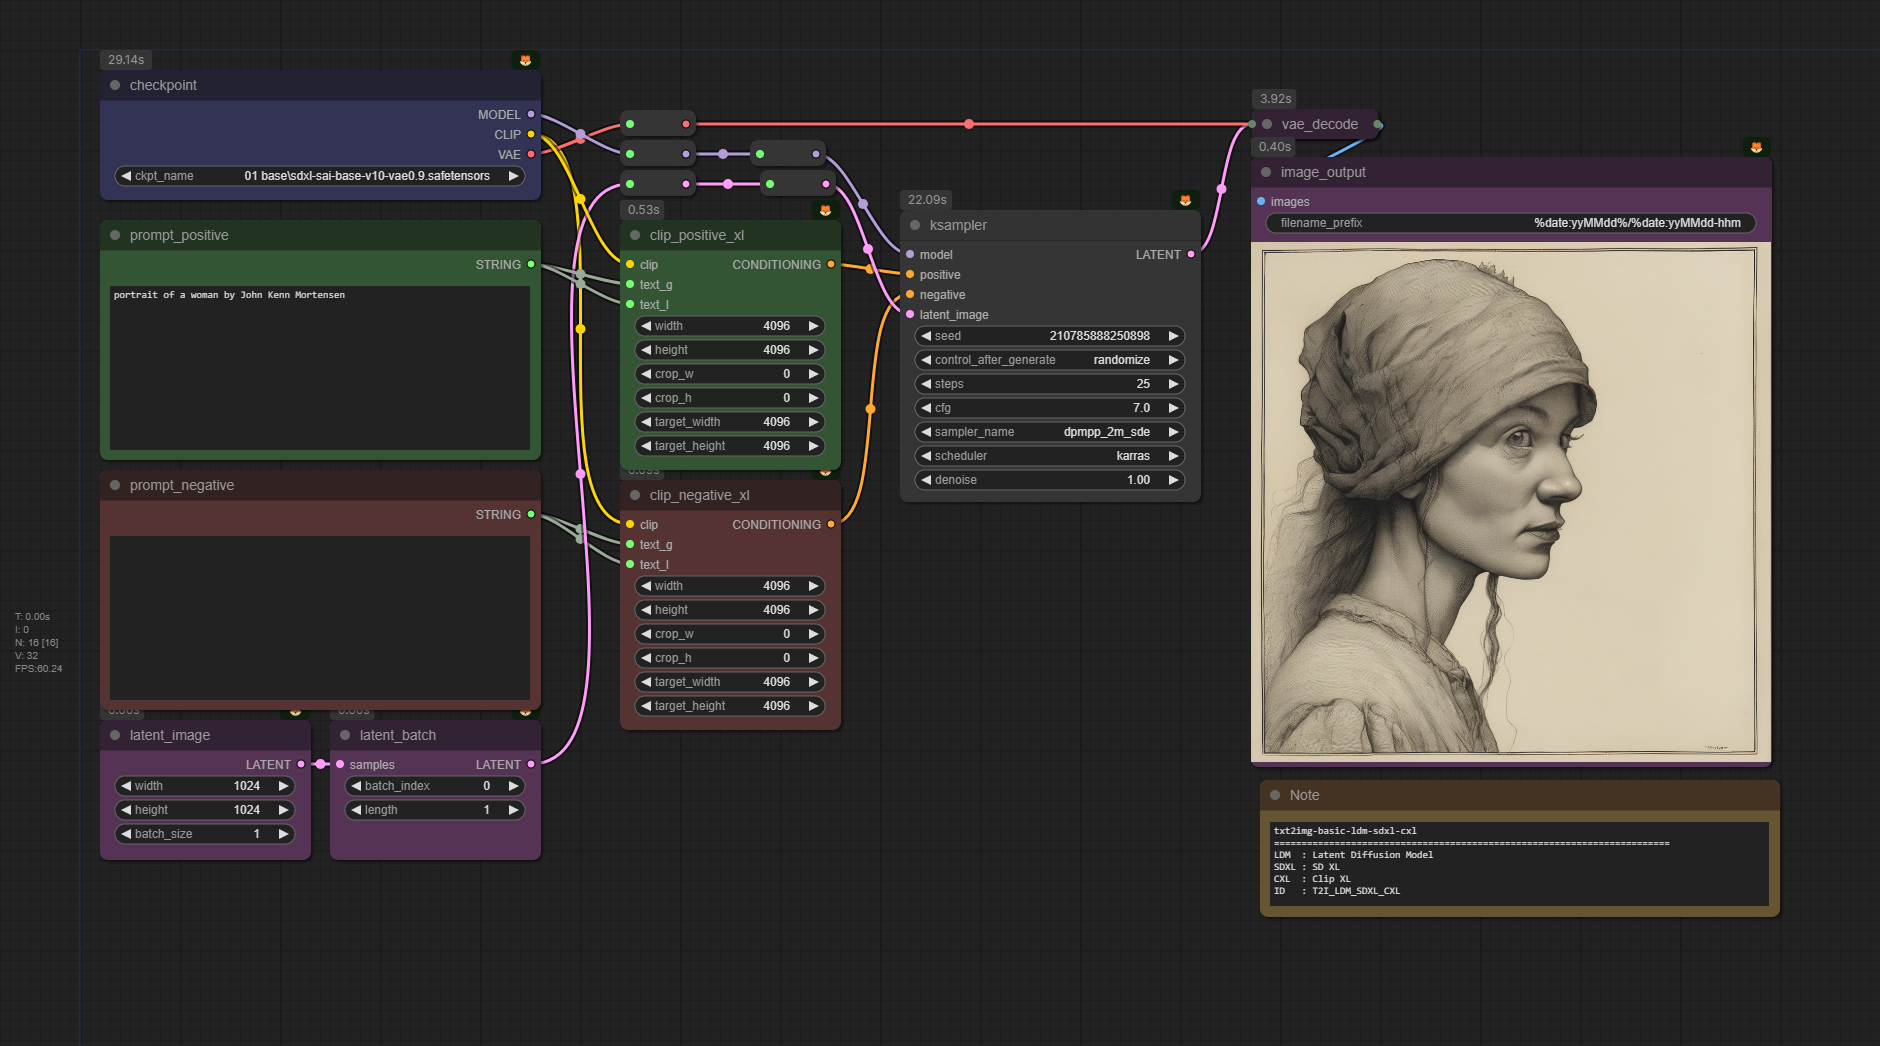 29.14s
checkpoint
MODEL
CLIP
VAE
ckpt_name 01 base\sdxl-sai-base-v10-vae0.9.safetensors
prompt_positive
STRING
portrait of a woman by John Kenn Mortensen
prompt_negative
STRING
T: 0.00s
I: 0
N: 16 [16]
V: 32
FPS:60.24
latent_image
LATENT
width 1024
height 1024
batch_size 1
latent_batch
samples LATENT
batch_index 0
length 1
0.53s
clip_positive_xl
clip CONDITIONING
text_g
text_l
width 4096
height 4096
crop_w 0
crop_h 0
target_width 4096
target_height 4096
clip_negative_xl
clip CONDITIONING
text_g
text_l
width 4096
height 4096
crop_w 0
crop_h 0
target_width 4096
target_height 4096
22.09s
ksampler
model LATENT
positive
negative
latent_image
seed 210785888250898
control_after_generate randomize
steps 25
cfg 7.0
sampler_name dpmpp_2m_sde
scheduler karras
denoise 1.00
3.92s
vae_decode
0.40s
image_output
images
filename_prefix %date:yyMMdd%/%date:yyMMdd-hhm
Note
txt2img-basic-ldm-sdxl-cxl
========================================================================
LDM : Latent Diffusion Model
SDXL : SD XL
CXL : Clip XL
ID : T2I_LDM_SDXL_CXL